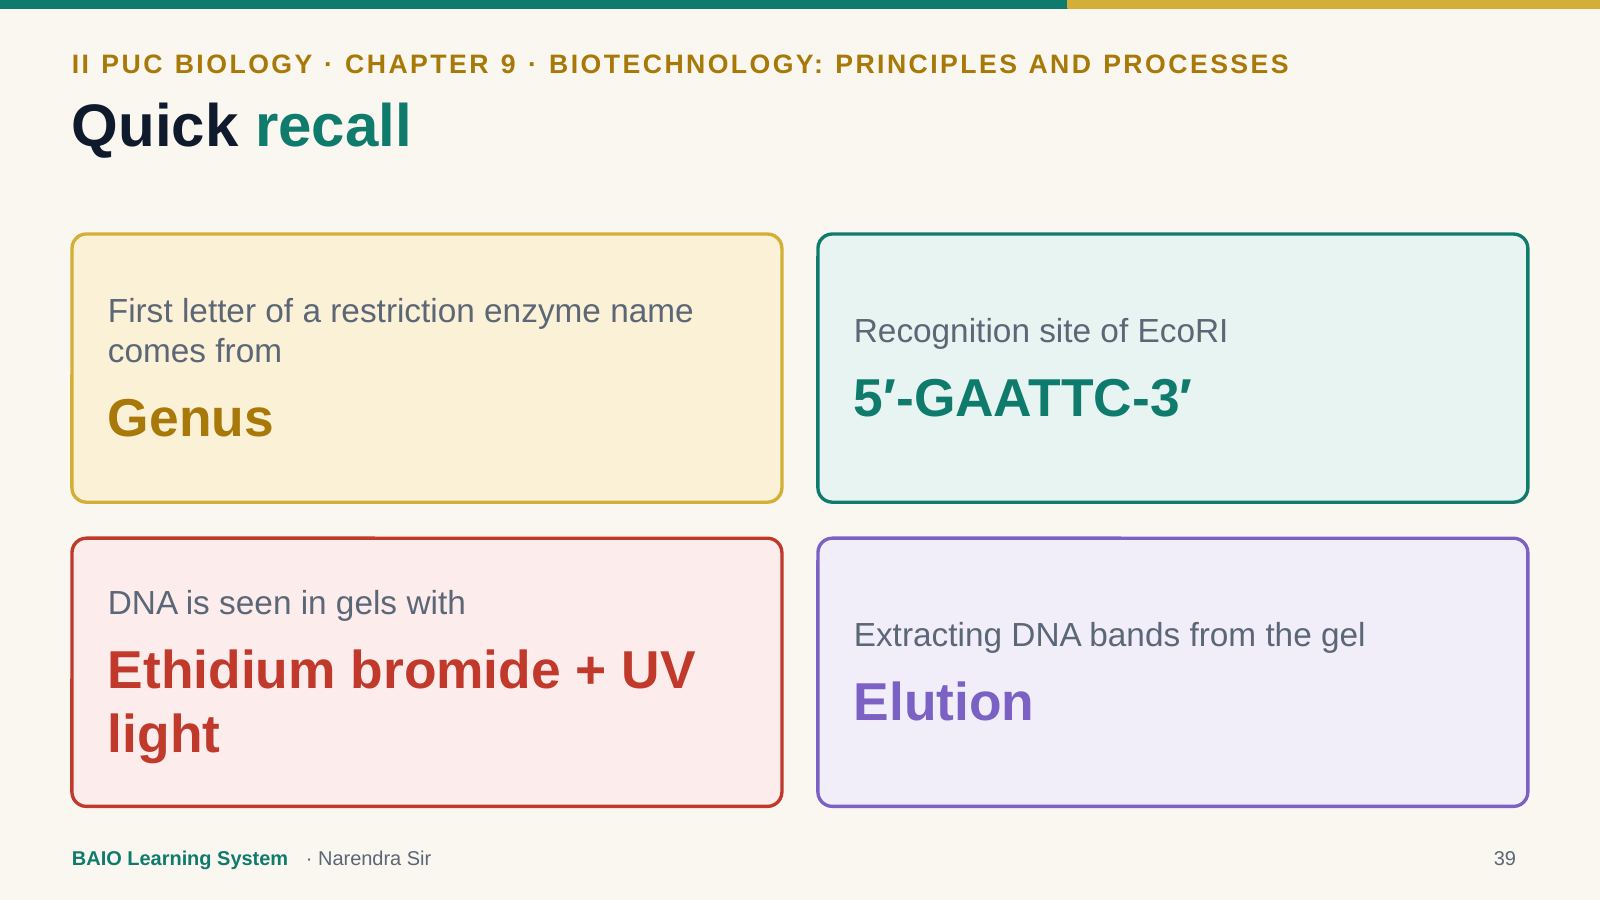 II PUC BIOLOGY · CHAPTER 9 · BIOTECHNOLOGY: PRINCIPLES AND PROCESSES
Quick recall
First letter of a restriction enzyme name
comes from
Genus
Recognition site of EcoRI
5′-GAATTC-3′
DNA is seen in gels with
Ethidium bromide + UV
light
Extracting DNA bands from the gel
Elution
BAIO Learning System · Narendra Sir
39